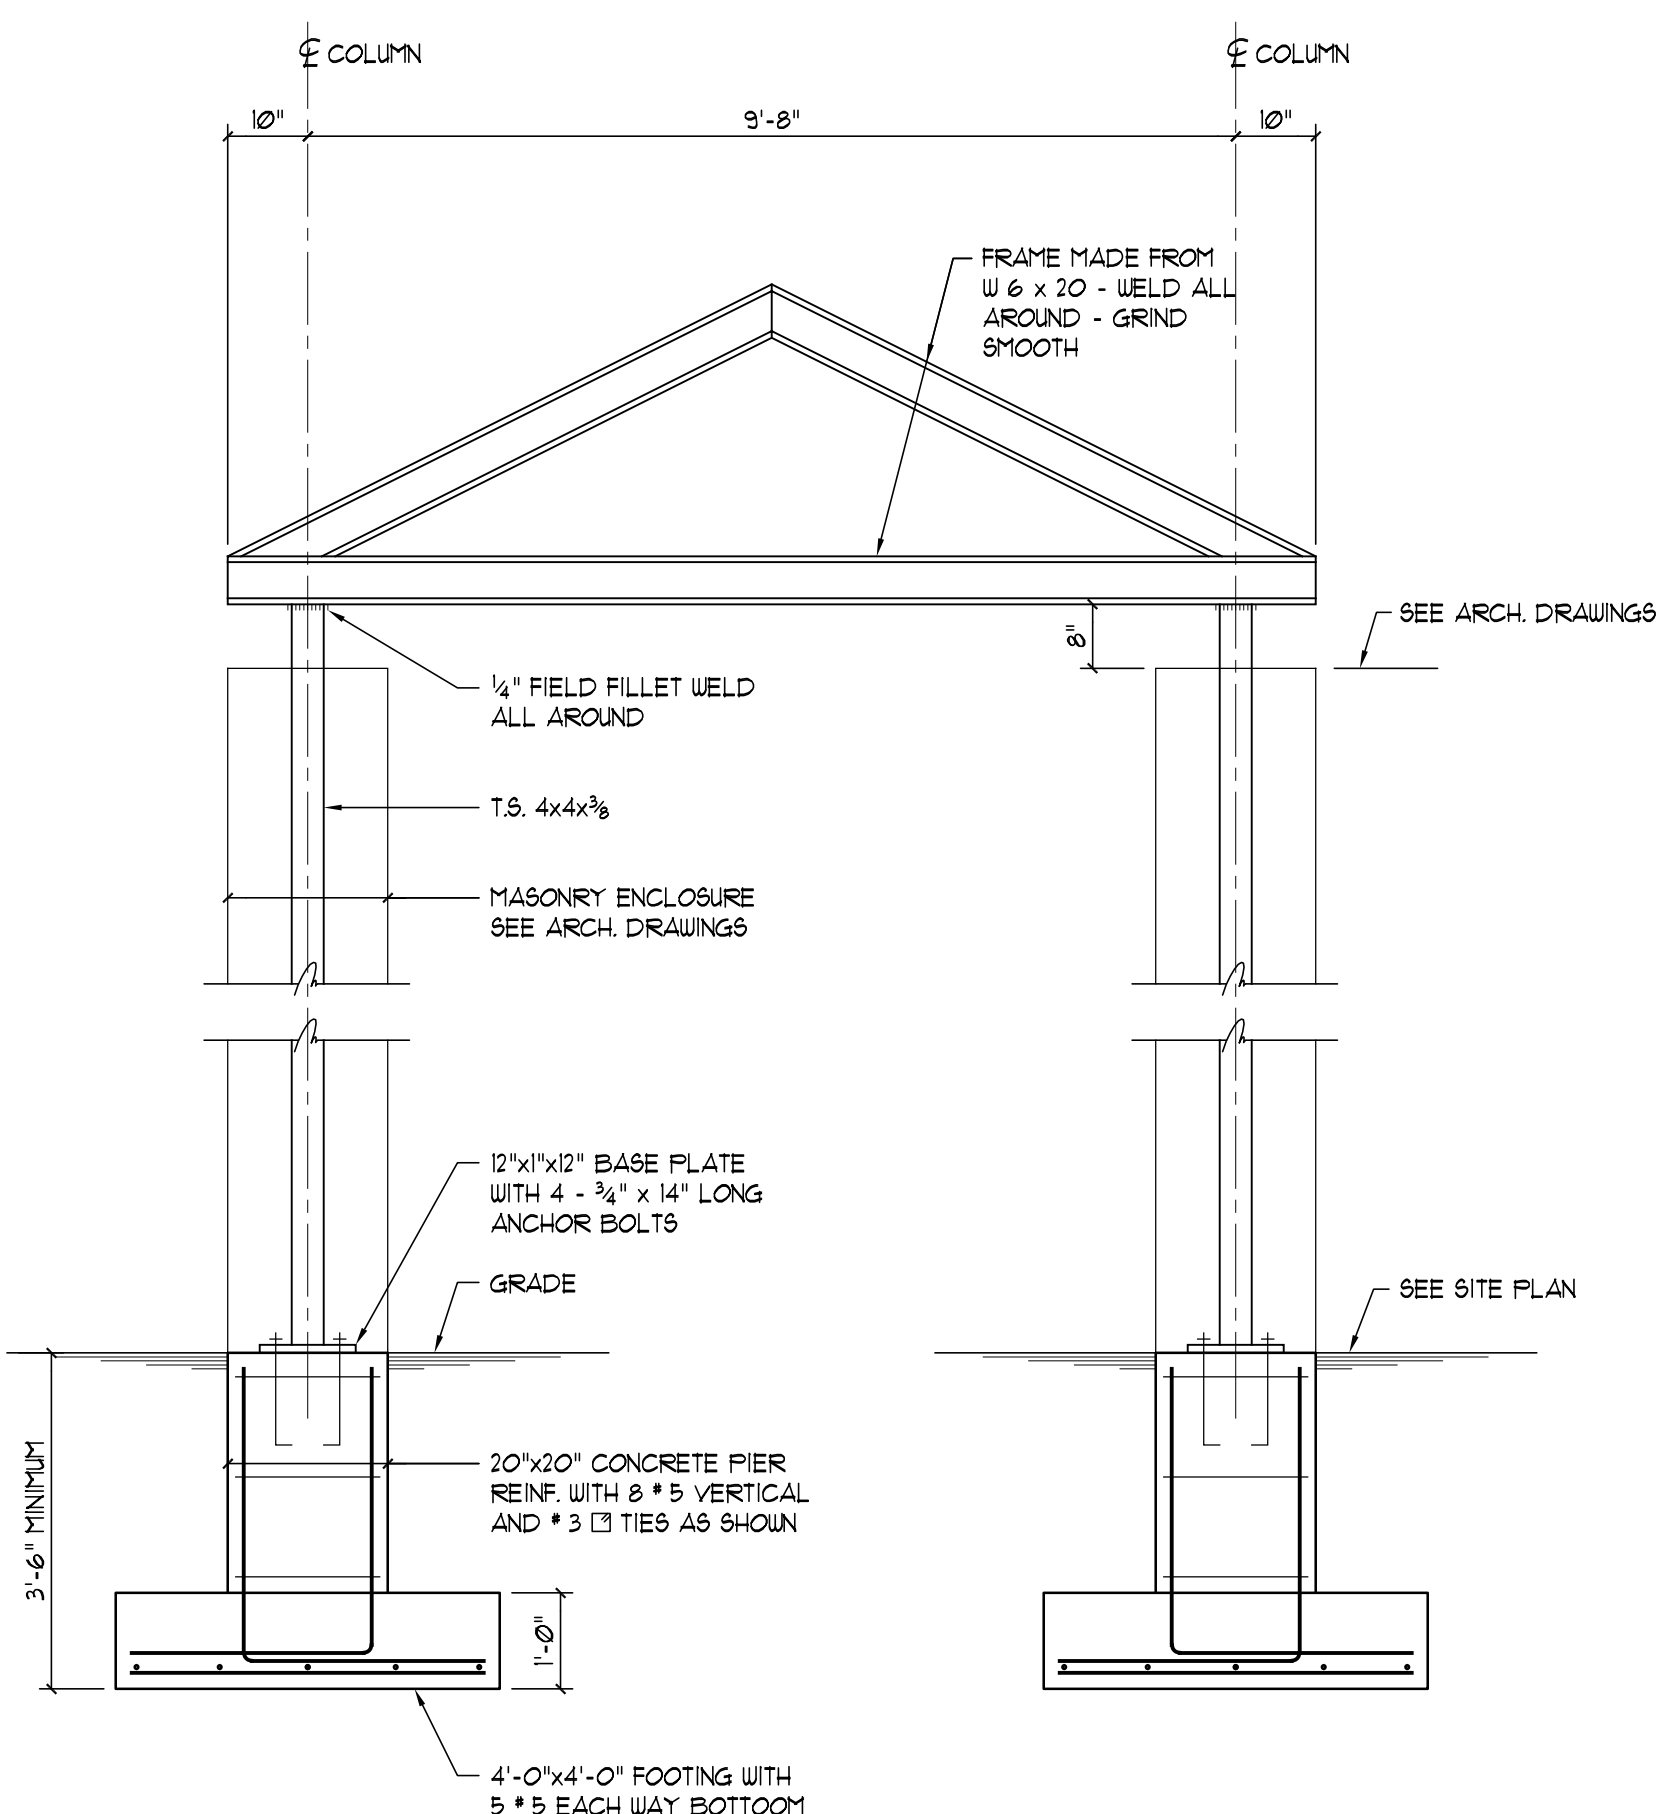 ℄ COLUMN
℄ COLUMN
10"
9'-8"
10"
FRAME MADE FROM
W 6 x 20 - WELD ALL
AROUND - GRIND
SMOOTH
8"
SEE ARCH. DRAWINGS
¼" FIELD FILLET WELD
ALL AROUND
T.S. 4x4x⅜
MASONRY ENCLOSURE
SEE ARCH. DRAWINGS
12"x1"x12" BASE PLATE
WITH 4 - ¾" x 14" LONG
ANCHOR BOLTS
GRADE
SEE SITE PLAN
3'-6" MINIMUM
20"x20" CONCRETE PIER
REINF. WITH 8 #5 VERTICAL
AND #3 TIES AS SHOWN
1'-0"
4'-0"x4'-0" FOOTING WITH
5 #5 EACH WAY BOTTOOM